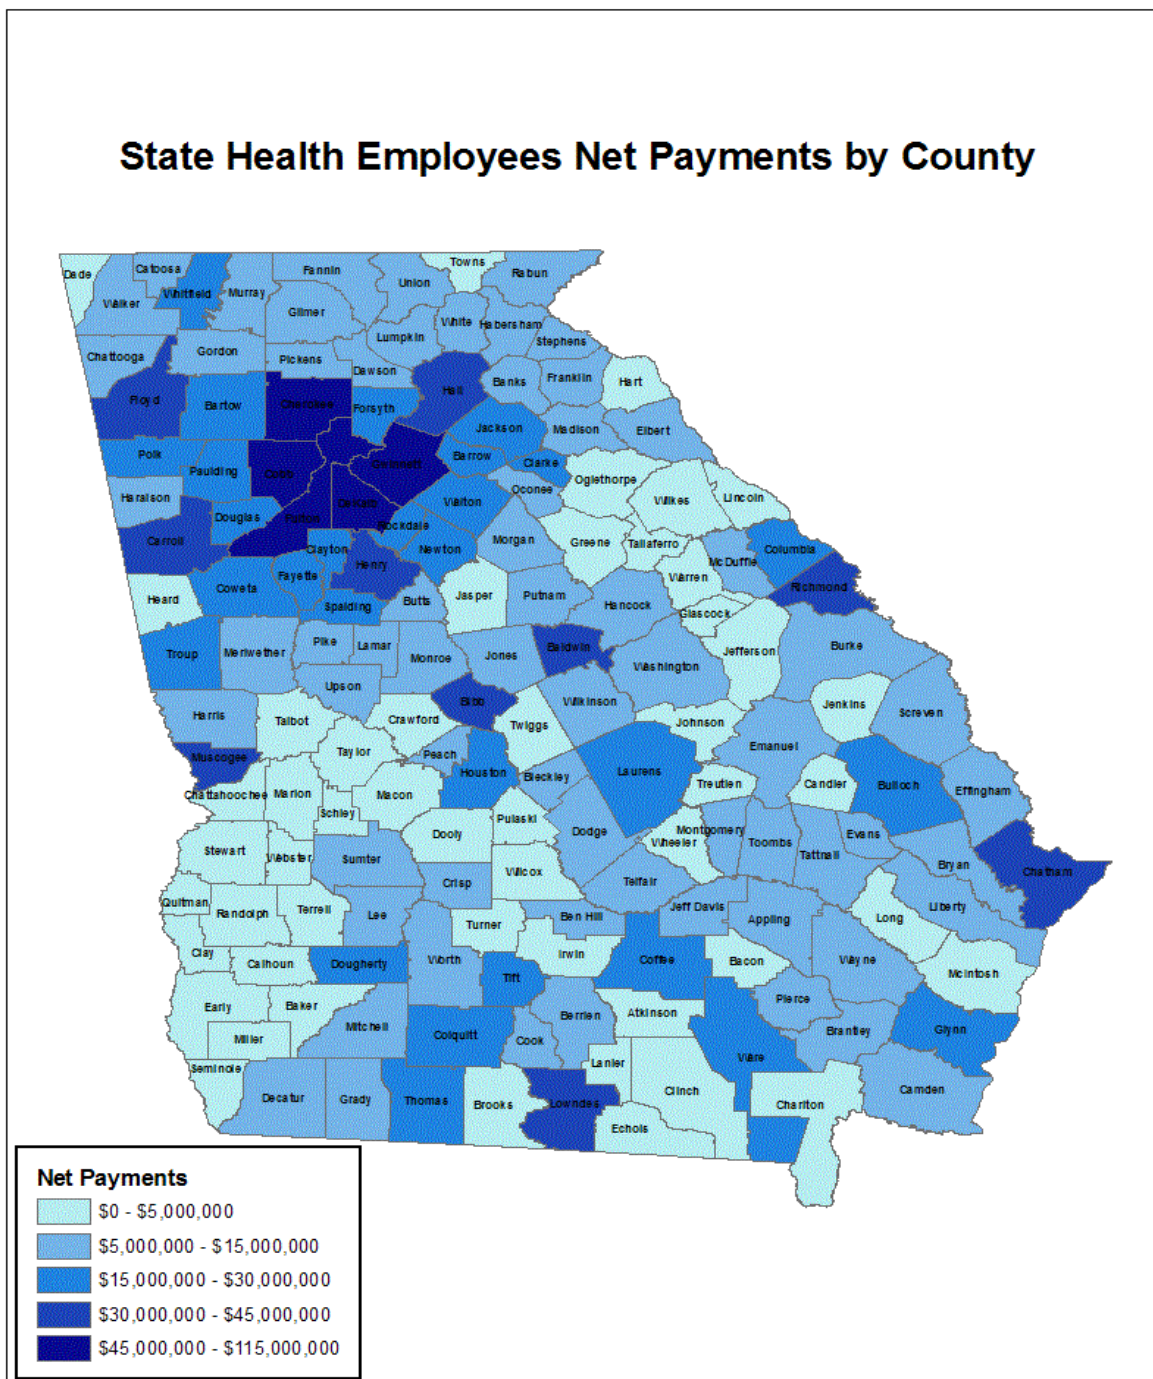 State Health Employees Net Payments by County
Dade
Catoosa
Whitfield
Walker
Murray
Fannin
Union
Towns
Rabun
Gilmer
White
Habersham
Lumpkin
Stephens
Chattooga
Gordon
Pickens
Dawson
Hall
Banks
Franklin
Hart
Floyd
Bartow
Cherokee
Forsyth
Jackson
Madison
Elbert
Polk
Paulding
Cobb
Gwinnett
Barrow
Clarke
Oglethorpe
Wilkes
Lincoln
Haralson
Douglas
Fulton
DeKalb
Walton
Oconee
Rockdale
Carroll
Clayton
Henry
Newton
Morgan
Greene
Taliaferro
McDuffie
Columbia
Richmond
Warren
Heard
Coweta
Fayette
Spalding
Butts
Jasper
Putnam
Hancock
Glascock
Troup
Meriwether
Pike
Lamar
Monroe
Jones
Baldwin
Washington
Jefferson
Burke
Upson
Harris
Talbot
Crawford
Bibb
Twiggs
Wilkinson
Johnson
Jenkins
Screven
Muscogee
Taylor
Peach
Houston
Bleckley
Laurens
Emanuel
Treutlen
Candler
Bulloch
Effingham
Chattahoochee
Marion
Macon
Schley
Dooly
Pulaski
Dodge
Wheeler
Montgomery
Toombs
Tattnall
Evans
Bryan
Chatham
Stewart
Webster
Sumter
Crisp
Wilcox
Telfair
Liberty
Quitman
Randolph
Terrell
Lee
Turner
Ben Hill
Jeff Davis
Appling
Long
Clay
Calhoun
Dougherty
Worth
Tift
Irwin
Coffee
Bacon
Wayne
McIntosh
Early
Baker
Mitchell
Miller
Colquitt
Cook
Berrien
Atkinson
Pierce
Brantley
Glynn
Seminole
Decatur
Grady
Thomas
Brooks
Lowndes
Lanier
Echols
Clinch
Ware
Charlton
Camden
Net Payments
$0 - $5,000,000
$5,000,000 - $15,000,000
$15,000,000 - $30,000,000
$30,000,000 - $45,000,000
$45,000,000 - $115,000,000